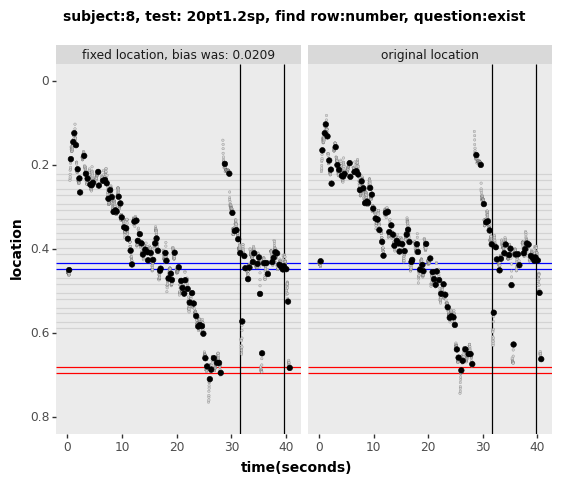 subject:8, test: 20pt1.2sp, find row:number, question:exist
fixed location, bias was: 0.0209
original location
0
0.2
0.4
0.6
0.8
location
0 10 20 30 40
0 10 20 30 40
time(seconds)